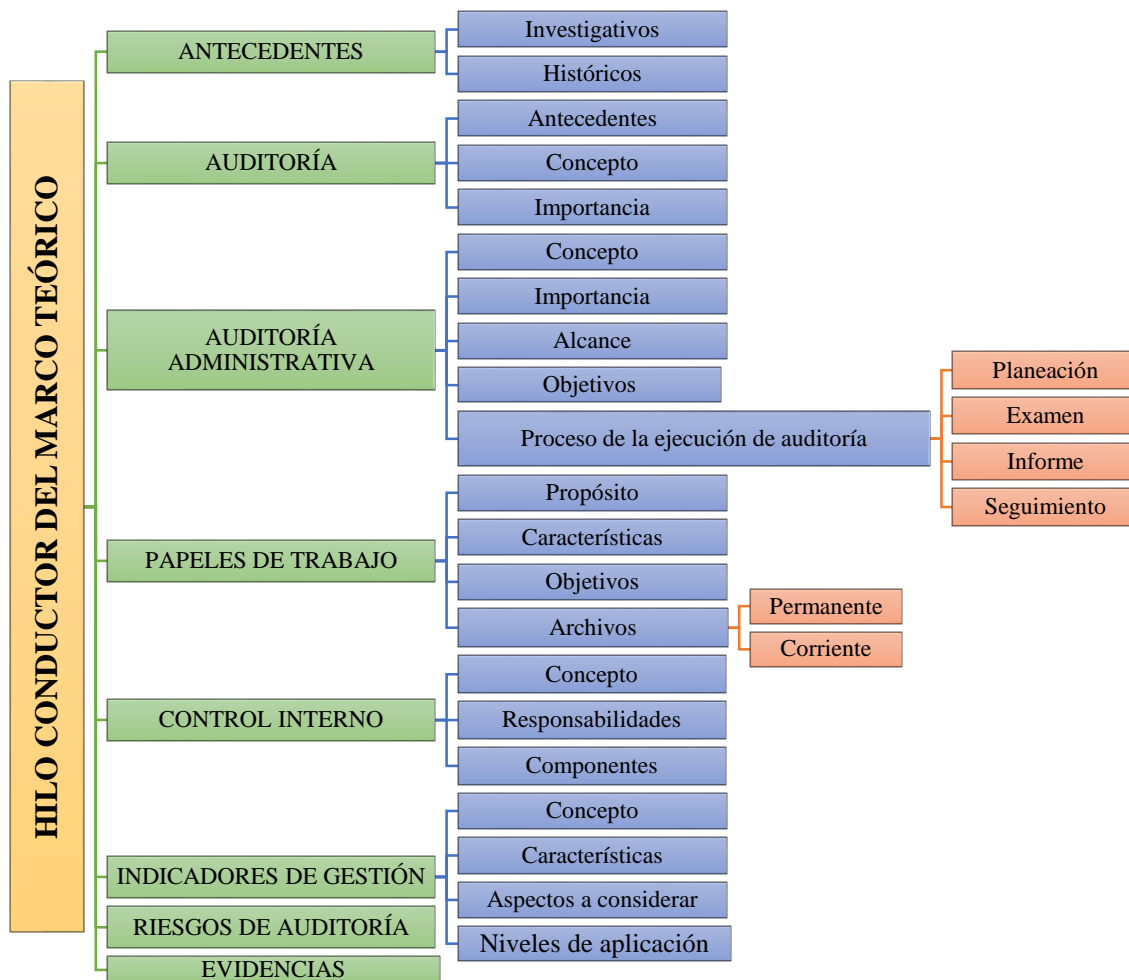 HILO CONDUCTOR DEL MARCO TEÓRICO
ANTECEDENTES
Investigativos
Históricos
AUDITORÍA
Antecedentes
Concepto
Importancia
AUDITORÍA
ADMINISTRATIVA
Concepto
Importancia
Alcance
Objetivos
Proceso de la ejecución de auditoría
Planeación
Examen
Informe
Seguimiento
PAPELES DE TRABAJO
Propósito
Características
Objetivos
Archivos
Permanente
Corriente
CONTROL INTERNO
Concepto
Responsabilidades
Componentes
INDICADORES DE GESTIÓN
Concepto
Características
Aspectos a considerar
Niveles de aplicación
RIESGOS DE AUDITORÍA
EVIDENCIAS